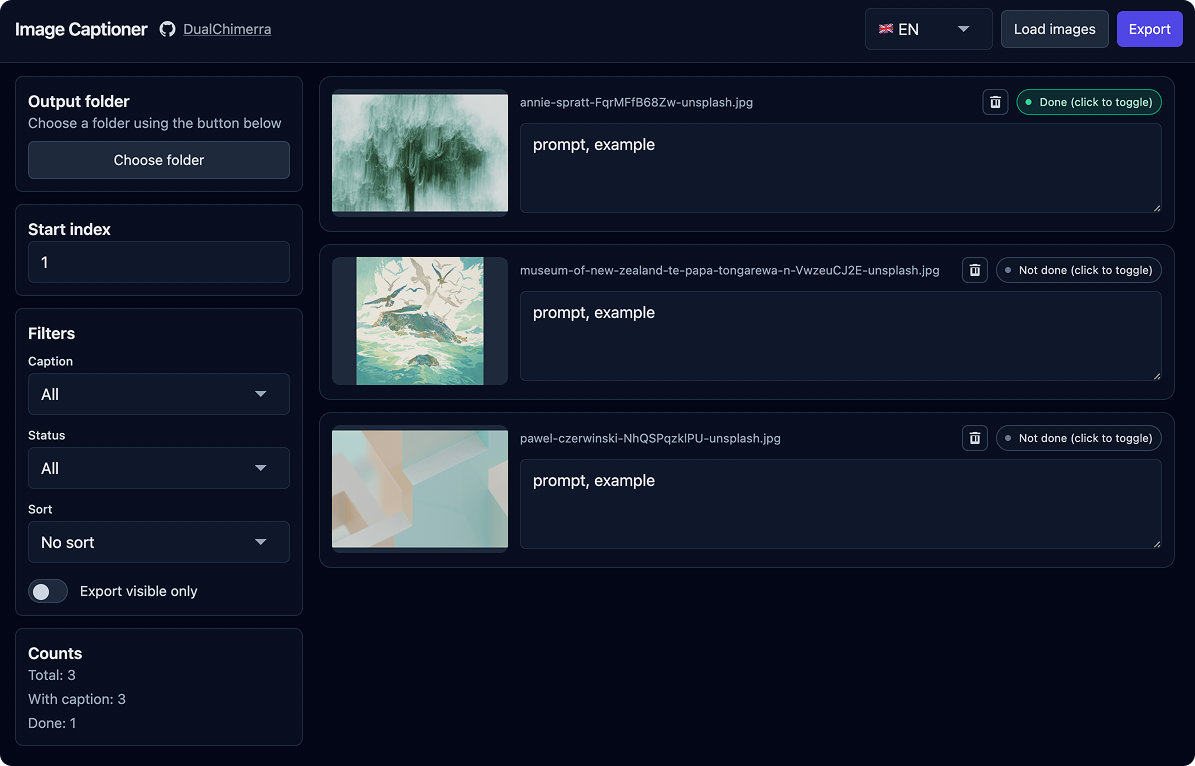 Image Captioner DualChimerra EN Load images Export
Output folder
Choose a folder using the button below
Choose folder
Start index
1
Filters
Caption
All
Status
All
Sort
No sort
Export visible only
Counts
Total: 3
With caption: 3
Done: 1
annie-spratt-FqrMFfB68Zw-unsplash.jpg Done (click to toggle)
prompt, example
museum-of-new-zealand-te-papa-tongarewa-n-VwzeuCJ2E-unsplash.jpg Not done (click to toggle)
prompt, example
pawel-czerwinski-NhQSPqzklPU-unsplash.jpg Not done (click to toggle)
prompt, example